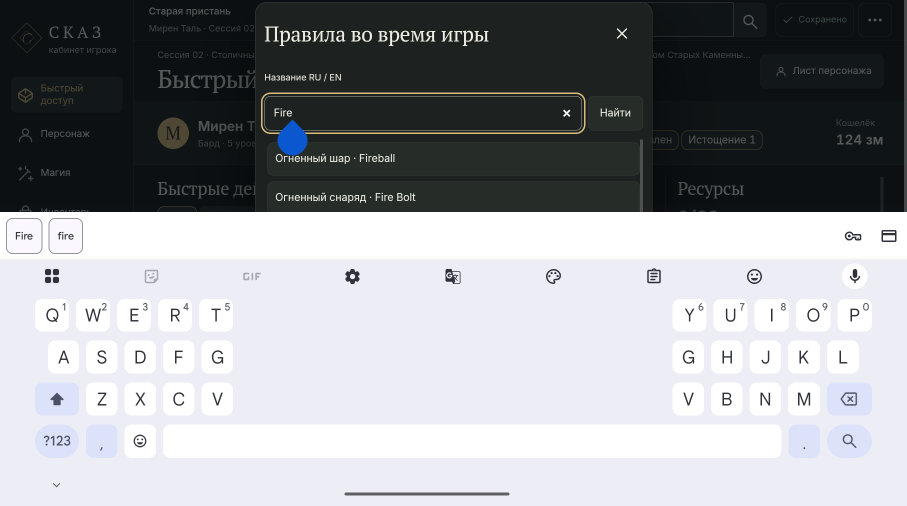 Старая пристань
Мирен Таль · Сессия 02
СКАЗ
кабинет игрока
Сохранено
Правила во время игры
Сессия 02 · Столичны
ом Старых Каменны...
Быстрый
Лист персонажа
Название RU / EN
Быстрый
доступ
Fire
Найти
М
Мирен Т
Бард · 5 уров
Персонаж
лен
Истощение 1
Кошелёк
124 зм
Огненный шар · Fireball
Магия
Быстрые де
Огненный снаряд · Fire Bolt
Ресурсы
Fire
fire
GIF
Q1 W2 E3 R4 T5 Y6 U7 I8 O9 P0
A S D F G G H J K L
Z X C V V B N M
?123 , .